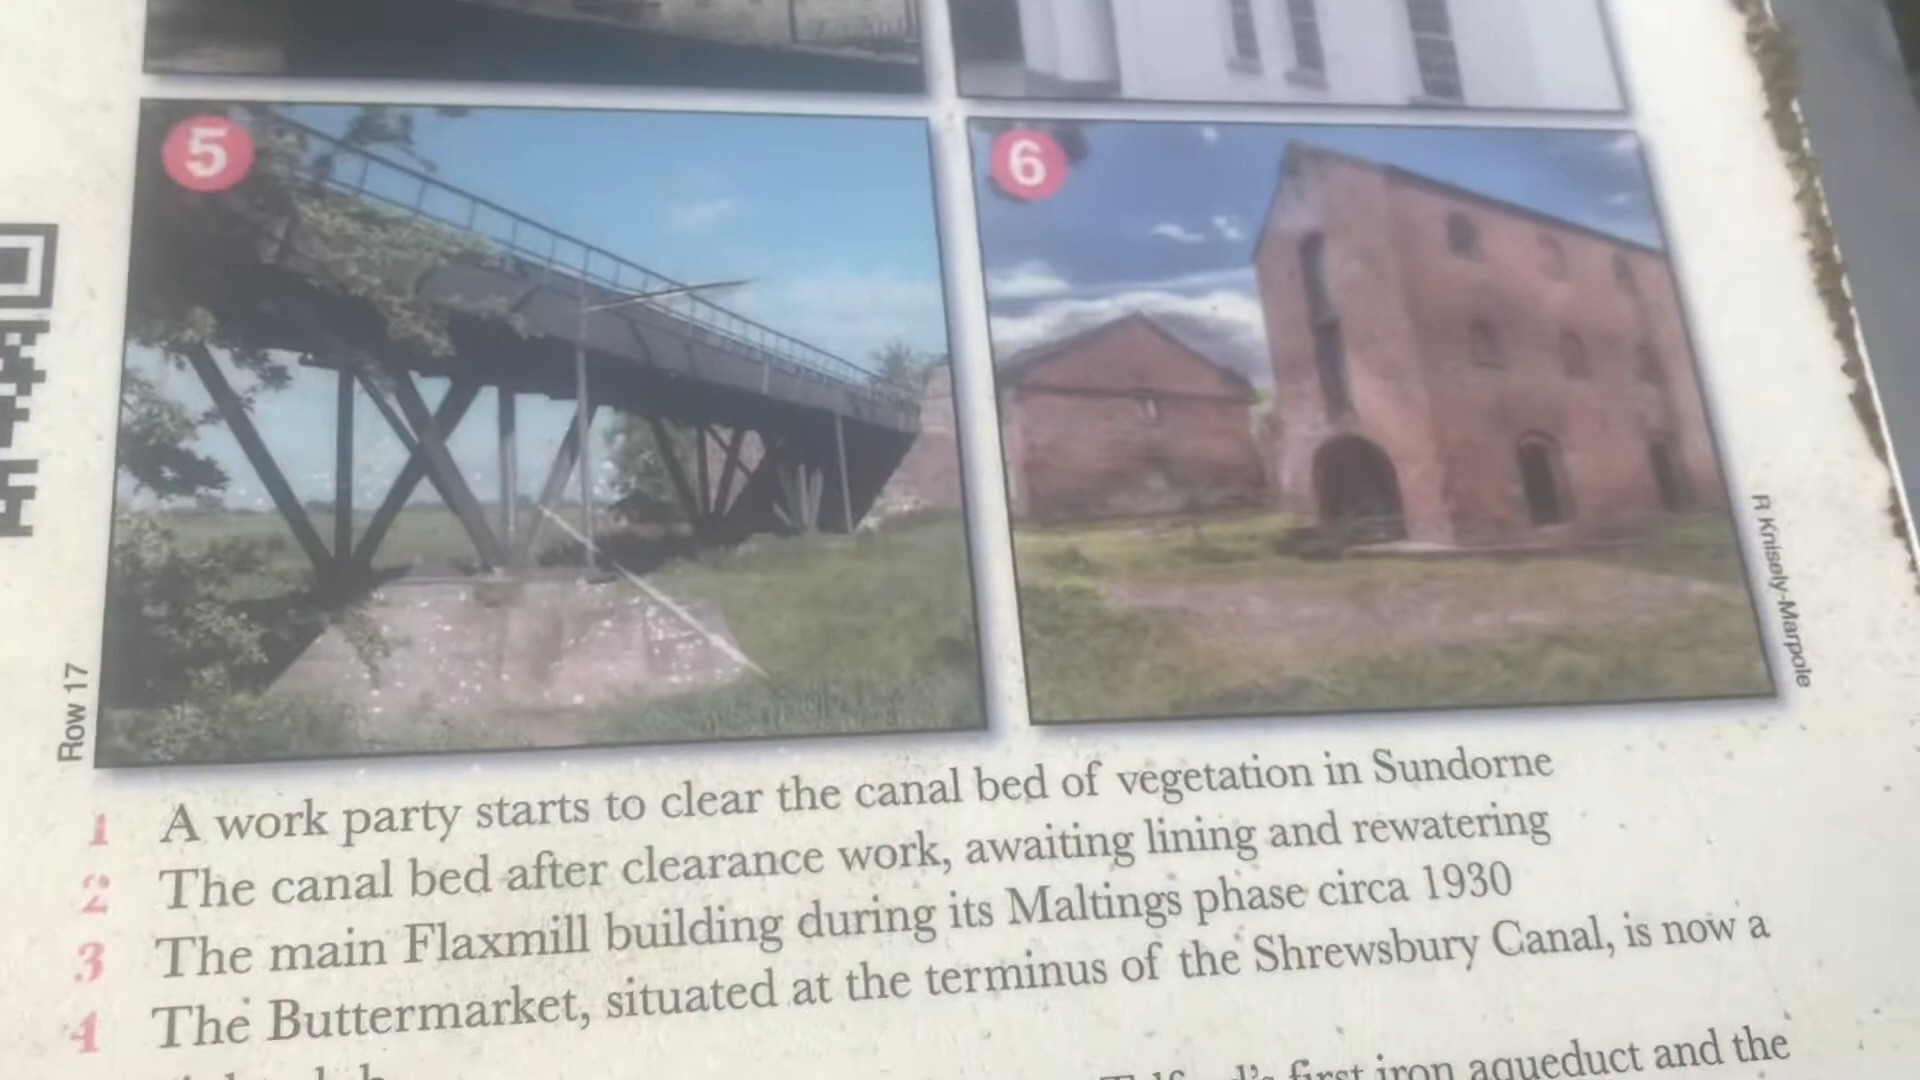 5
6
Row 17
R Knisely-Marpole
1 A work party starts to clear the canal bed of vegetation in Sundorne
2 The canal bed after clearance work, awaiting lining and rewatering
3 The main Flaxmill building during its Maltings phase circa 1930
4 The Buttermarket, situated at the terminus of the Shrewsbury Canal, is now a
first iron aqueduct and the